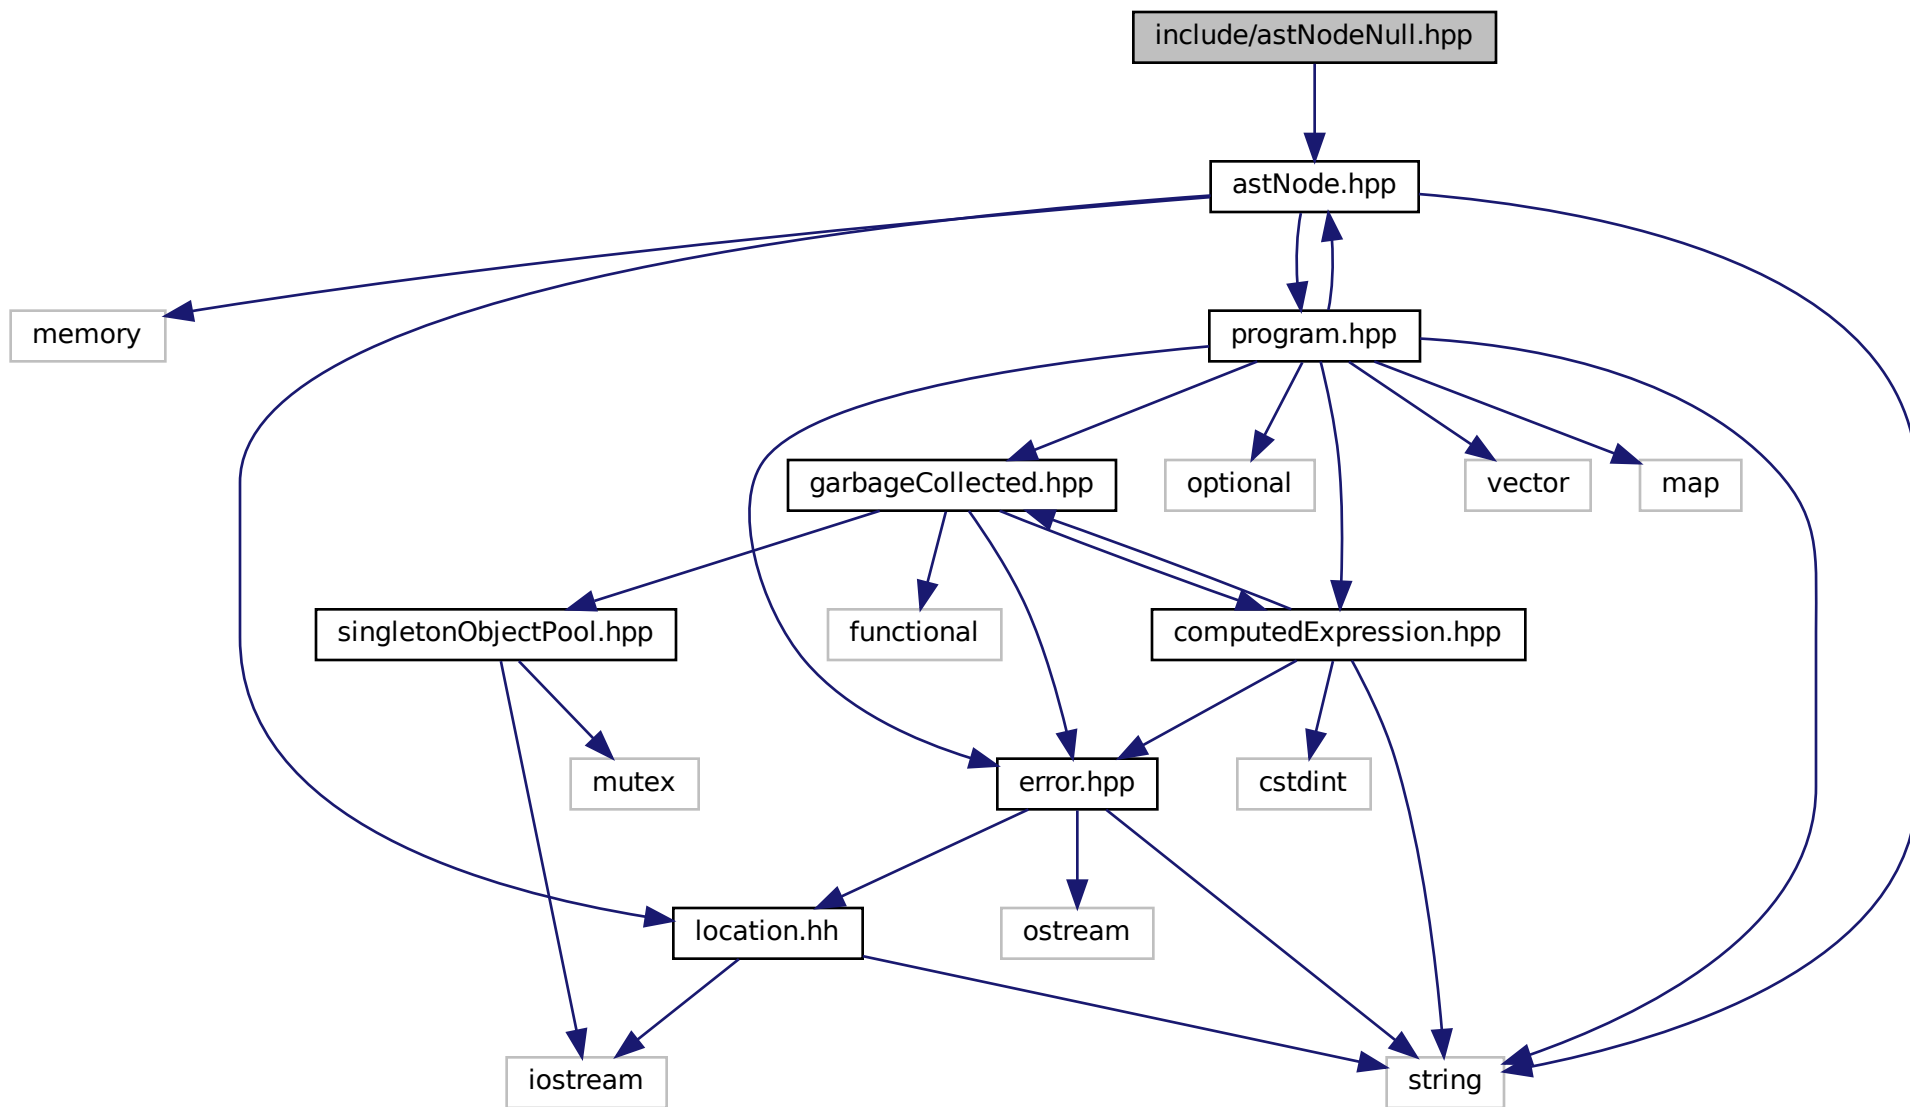 include/astNodeNull.hpp
astNode.hpp
memory
program.hpp
garbageCollected.hpp
optional
vector
map
singletonObjectPool.hpp
functional
computedExpression.hpp
mutex
error.hpp
cstdint
location.hh
ostream
iostream
string